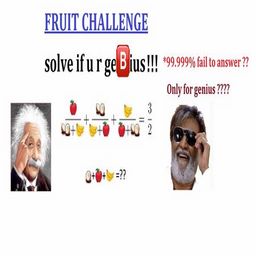 FRUIT CHALLENGE
solve if u r geBius!!! *99.999% fail to answer ??
Only for genius ????
🍎/🥥+🍌 + 🥥/🍌+🍎 + 🍌/🍎+🥥 = 3/2
🥥+🍎+🍌 =??